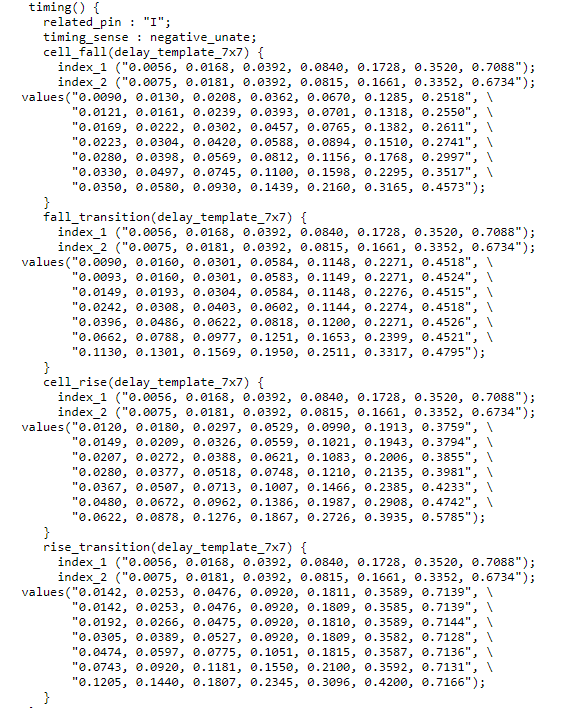 timing() {
related_pin : "I";
timing_sense : negative_unate;
cell_fall(delay_template_7x7) {
index_1 ("0.0056, 0.0168, 0.0392, 0.0840, 0.1728, 0.3520, 0.7088");
index_2 ("0.0075, 0.0181, 0.0392, 0.0815, 0.1661, 0.3352, 0.6734");
values("0.0090, 0.0130, 0.0208, 0.0362, 0.0670, 0.1285, 0.2518", \
"0.0121, 0.0161, 0.0239, 0.0393, 0.0701, 0.1318, 0.2550", \
"0.0169, 0.0222, 0.0302, 0.0457, 0.0765, 0.1382, 0.2611", \
"0.0223, 0.0304, 0.0420, 0.0588, 0.0894, 0.1510, 0.2741", \
"0.0280, 0.0398, 0.0569, 0.0812, 0.1156, 0.1768, 0.2997", \
"0.0330, 0.0497, 0.0745, 0.1100, 0.1598, 0.2295, 0.3517", \
"0.0350, 0.0580, 0.0930, 0.1439, 0.2160, 0.3165, 0.4573");
}
fall_transition(delay_template_7x7) {
index_1 ("0.0056, 0.0168, 0.0392, 0.0840, 0.1728, 0.3520, 0.7088");
index_2 ("0.0075, 0.0181, 0.0392, 0.0815, 0.1661, 0.3352, 0.6734");
values("0.0090, 0.0160, 0.0301, 0.0584, 0.1148, 0.2271, 0.4518", \
"0.0093, 0.0160, 0.0301, 0.0583, 0.1149, 0.2271, 0.4524", \
"0.0149, 0.0193, 0.0304, 0.0584, 0.1148, 0.2276, 0.4515", \
"0.0242, 0.0308, 0.0403, 0.0602, 0.1144, 0.2274, 0.4518", \
"0.0396, 0.0486, 0.0622, 0.0818, 0.1200, 0.2271, 0.4526", \
"0.0662, 0.0788, 0.0977, 0.1251, 0.1653, 0.2399, 0.4521", \
"0.1130, 0.1301, 0.1569, 0.1950, 0.2511, 0.3317, 0.4795");
}
cell_rise(delay_template_7x7) {
index_1 ("0.0056, 0.0168, 0.0392, 0.0840, 0.1728, 0.3520, 0.7088");
index_2 ("0.0075, 0.0181, 0.0392, 0.0815, 0.1661, 0.3352, 0.6734");
values("0.0120, 0.0180, 0.0297, 0.0529, 0.0990, 0.1913, 0.3759", \
"0.0149, 0.0209, 0.0326, 0.0559, 0.1021, 0.1943, 0.3794", \
"0.0207, 0.0272, 0.0388, 0.0621, 0.1083, 0.2006, 0.3855", \
"0.0280, 0.0377, 0.0518, 0.0748, 0.1210, 0.2135, 0.3981", \
"0.0367, 0.0507, 0.0713, 0.1007, 0.1466, 0.2385, 0.4233", \
"0.0480, 0.0672, 0.0962, 0.1386, 0.1987, 0.2908, 0.4742", \
"0.0622, 0.0878, 0.1276, 0.1867, 0.2726, 0.3935, 0.5785");
}
rise_transition(delay_template_7x7) {
index_1 ("0.0056, 0.0168, 0.0392, 0.0840, 0.1728, 0.3520, 0.7088");
index_2 ("0.0075, 0.0181, 0.0392, 0.0815, 0.1661, 0.3352, 0.6734");
values("0.0142, 0.0253, 0.0476, 0.0920, 0.1811, 0.3589, 0.7139", \
"0.0142, 0.0253, 0.0476, 0.0920, 0.1809, 0.3585, 0.7139", \
"0.0192, 0.0266, 0.0475, 0.0920, 0.1810, 0.3589, 0.7144", \
"0.0305, 0.0389, 0.0527, 0.0920, 0.1809, 0.3582, 0.7128", \
"0.0474, 0.0597, 0.0775, 0.1051, 0.1815, 0.3587, 0.7136", \
"0.0743, 0.0920, 0.1181, 0.1550, 0.2100, 0.3592, 0.7131", \
"0.1205, 0.1440, 0.1807, 0.2345, 0.3096, 0.4200, 0.7166");
}